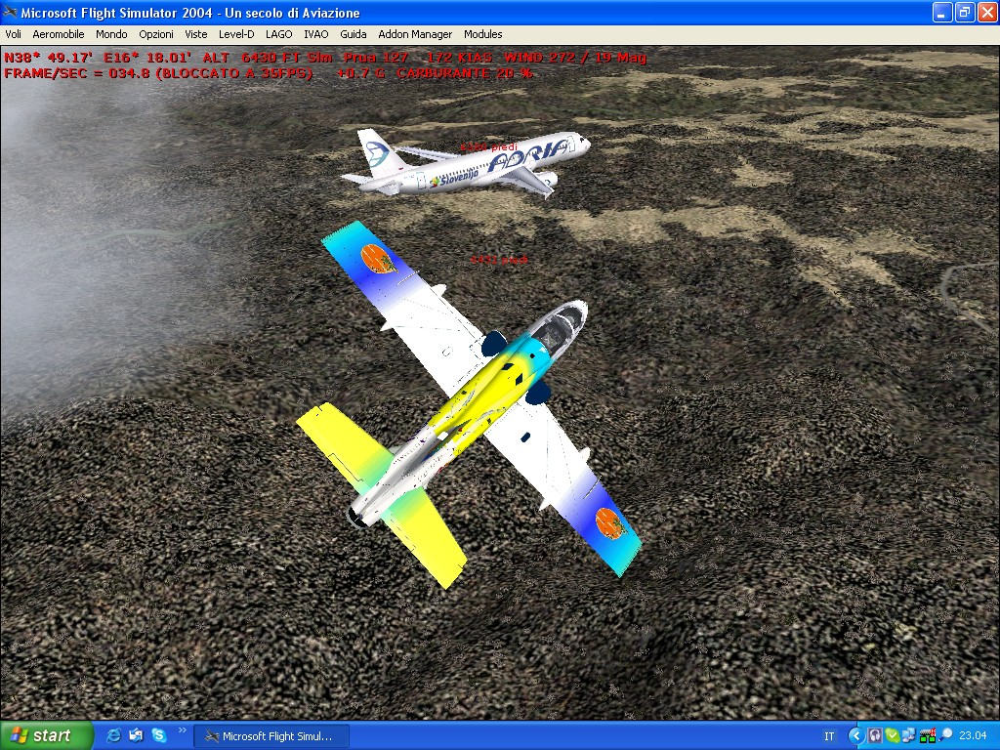 Microsoft Flight Simulator 2004 - Un secolo di Aviazione
Voli Aeromobile Mondo Opzioni Viste Level-D LAGO IVAO Guida Addon Manager Modules
N38* 49.17' E16* 18.01' ALT 6430 FT Slm Prua 127 172 KIAS WIND 272 / 19 Mag
FRAME/SEC = 034.8 (BLOCCATO A 35FPS) +0.7 G CARBURANTE 20 %
piedi
ADRIA
Slovenija
start
Microsoft Flight Simul...
IT
23.04